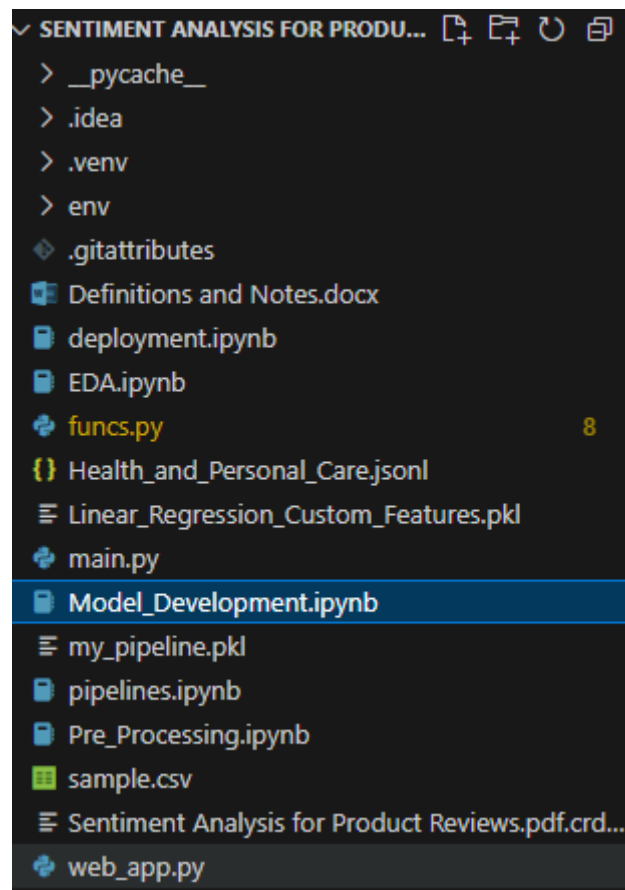 SENTIMENT ANALYSIS FOR PRODU...
__pycache__
.idea
.venv
env
.gitattributes
Definitions and Notes.docx
deployment.ipynb
EDA.ipynb
funcs.py 8
Health_and_Personal_Care.jsonl
Linear_Regression_Custom_Features.pkl
main.py
Model_Development.ipynb
my_pipeline.pkl
pipelines.ipynb
Pre_Processing.ipynb
sample.csv
Sentiment Analysis for Product Reviews.pdf.crd...
web_app.py